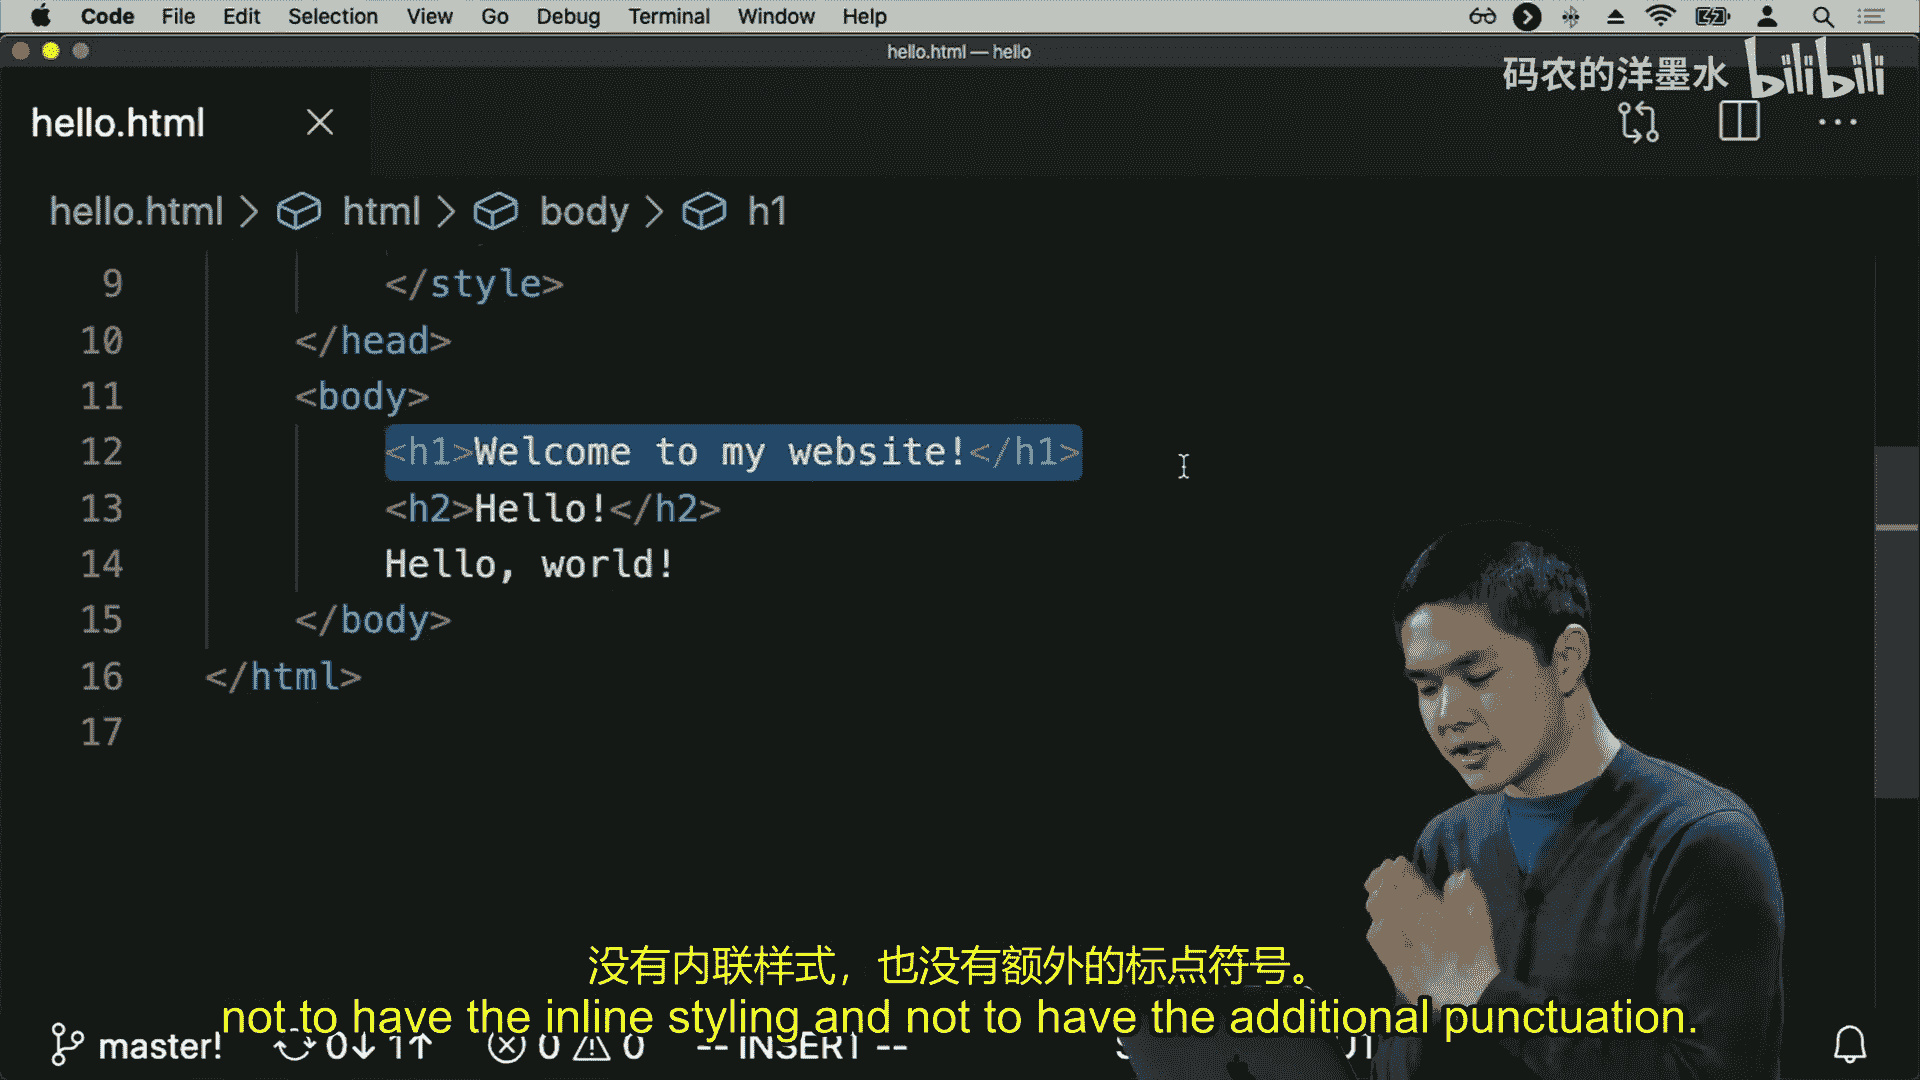 Code File Edit Selection View Go Debug Terminal Window Help
hello.html — hello
码农的洋墨水 bilibili
hello.html
hello.html > html > body > h1
9 </style>
10 </head>
11 <body>
12 <h1>Welcome to my website!</h1>
13 <h2>Hello!</h2>
14 Hello, world!
15 </body>
16 </html>
17
没有内联样式，也没有额外的标点符号。
not to have the inline styling and not to have the additional punctuation.
master! 0↓ 1↑ 0 0 -- INSERT --